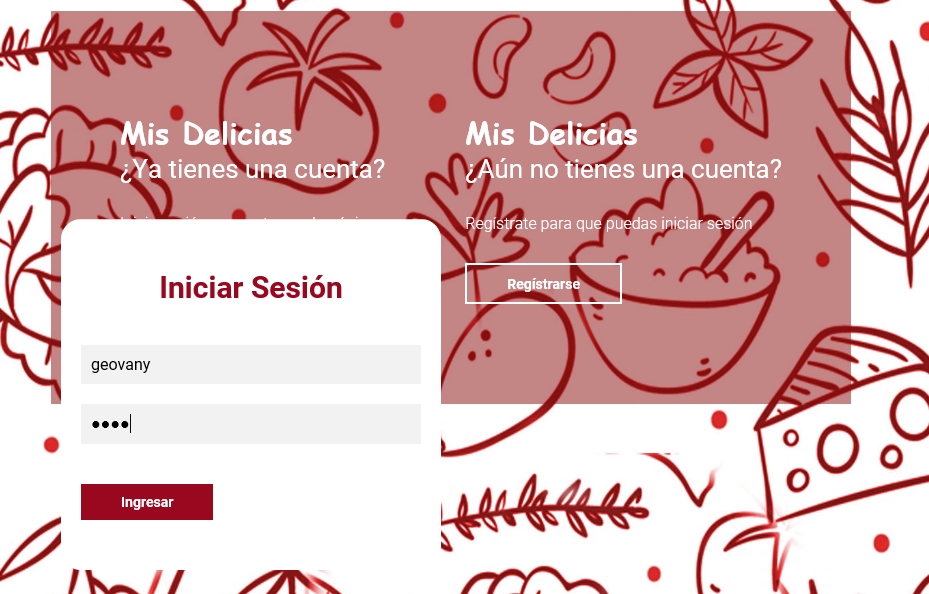 Mis Delicias
¿Ya tienes una cuenta?
Mis Delicias
¿Aún no tienes una cuenta?
Regístrate para que puedas iniciar sesión
Regístrarse
Iniciar Sesión
geovany
••••
Ingresar